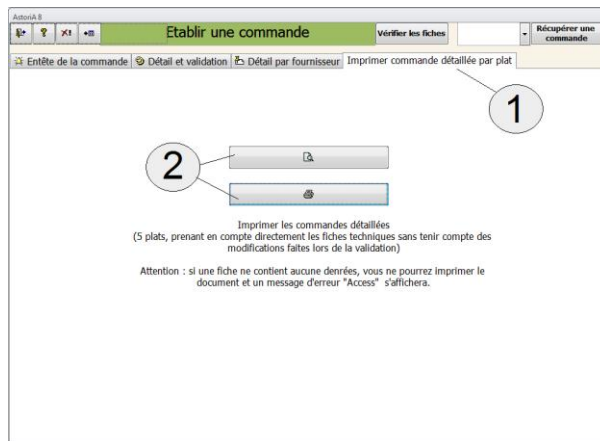 AstoriA 8
? X! Etablir une commande Vérifier les fiches Récupérer une commande
Entête de la commande Détail et validation Détail par fournisseur Imprimer commande détaillée par plat
1
2
Imprimer les commandes détaillées
(5 plats, prenant en compte directement les fiches techniques sans tenir compte des
modifications faites lors de la validation)
Attention : si une fiche ne contient aucune denrées, vous ne pourrez imprimer le
document et un message d'erreur "Access" s'affichera.